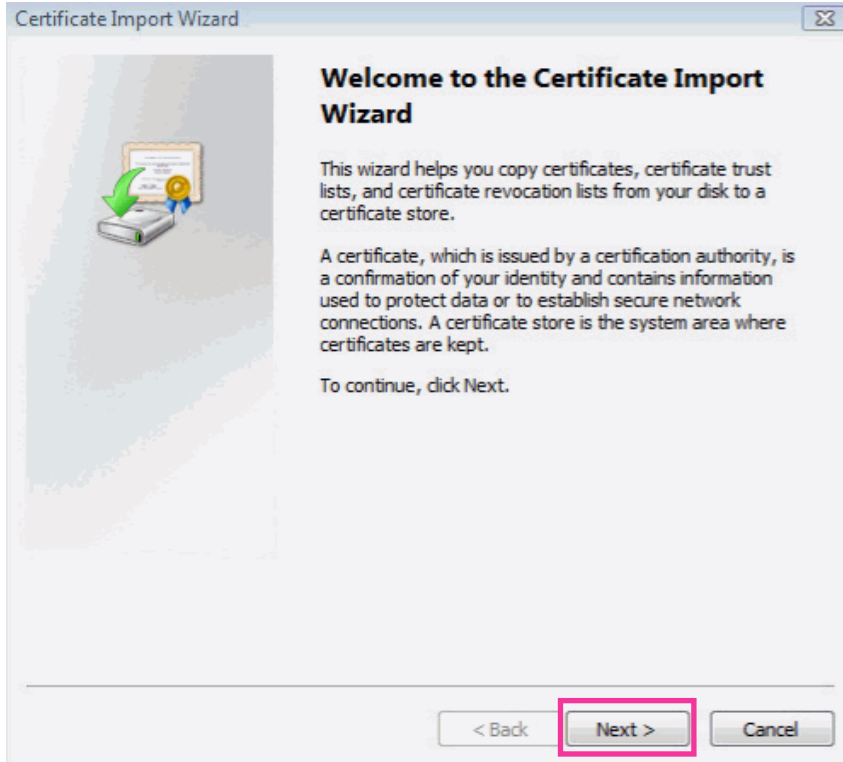 Certificate Import Wizard
Welcome to the Certificate Import
Wizard
This wizard helps you copy certificates, certificate trust
lists, and certificate revocation lists from your disk to a
certificate store.
A certificate, which is issued by a certification authority, is
a confirmation of your identity and contains information
used to protect data or to establish secure network
connections. A certificate store is the system area where
certificates are kept.
To continue, click Next.
< Back Next > Cancel